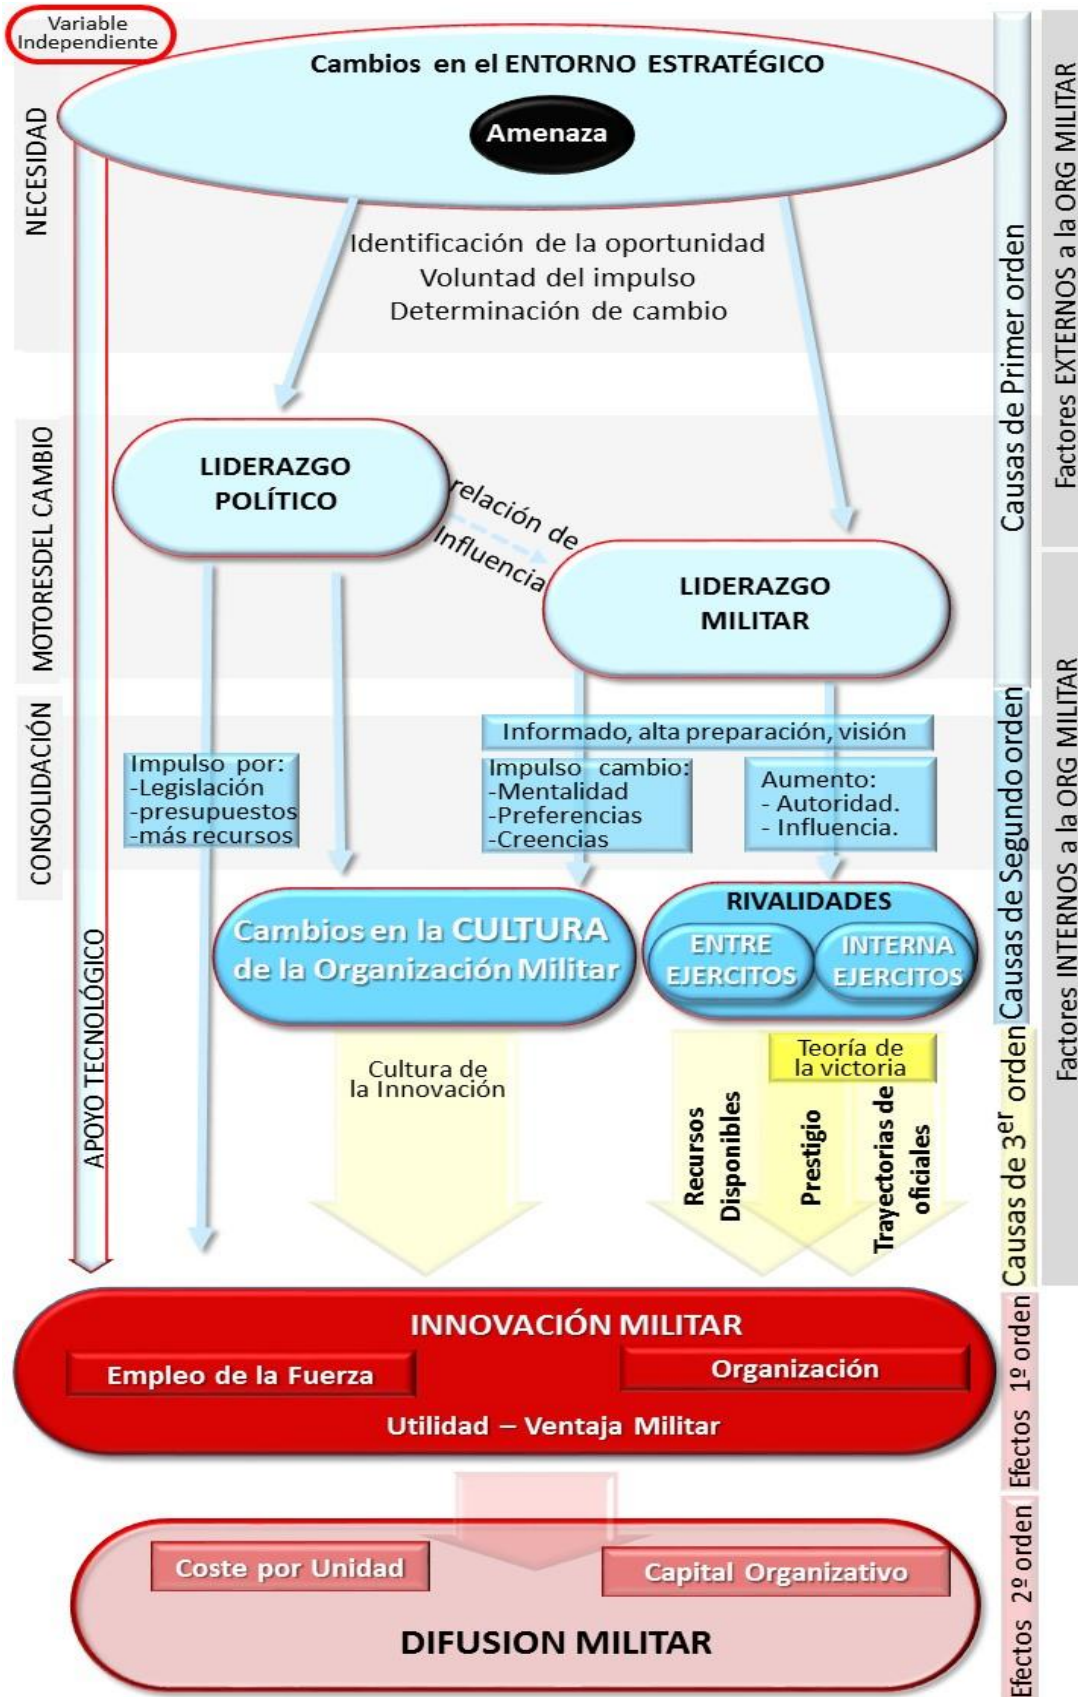 Variable
Independiente
Cambios en el ENTORNO ESTRATÉGICO
Amenaza
NECESIDAD
Identificación de la oportunidad
Voluntad del impulso
Determinación de cambio
Causas de Primer orden
Factores EXTERNOS a la ORG MILITAR
MOTORESDEL CAMBIO
LIDERAZGO
POLÍTICO
relación de
Influencia
LIDERAZGO
MILITAR
CONSOLIDACIÓN
Impulso por:
-Legislación
-presupuestos
-más recursos
Informado, alta preparación, visión
Impulso cambio:
-Mentalidad
-Preferencias
-Creencias
Aumento:
- Autoridad.
- Influencia.
Causas de Segundo orden
Factores INTERNOS a la ORG MILITAR
Cambios en la CULTURA
de la Organización Militar
RIVALIDADES
ENTRE
EJERCITOS
INTERNA
EJERCITOS
APOYO TECNOLÓGICO
Cultura de
la Innovación
Teoría de
la victoria
Recursos
Disponibles
Prestigio
Trayectorias de
oficiales
Causas de 3er orden
INNOVACIÓN MILITAR
Empleo de la Fuerza
Organización
Utilidad – Ventaja Militar
Efectos 1º orden
Coste por Unidad
Capital Organizativo
DIFUSION MILITAR
Efectos 2º orden